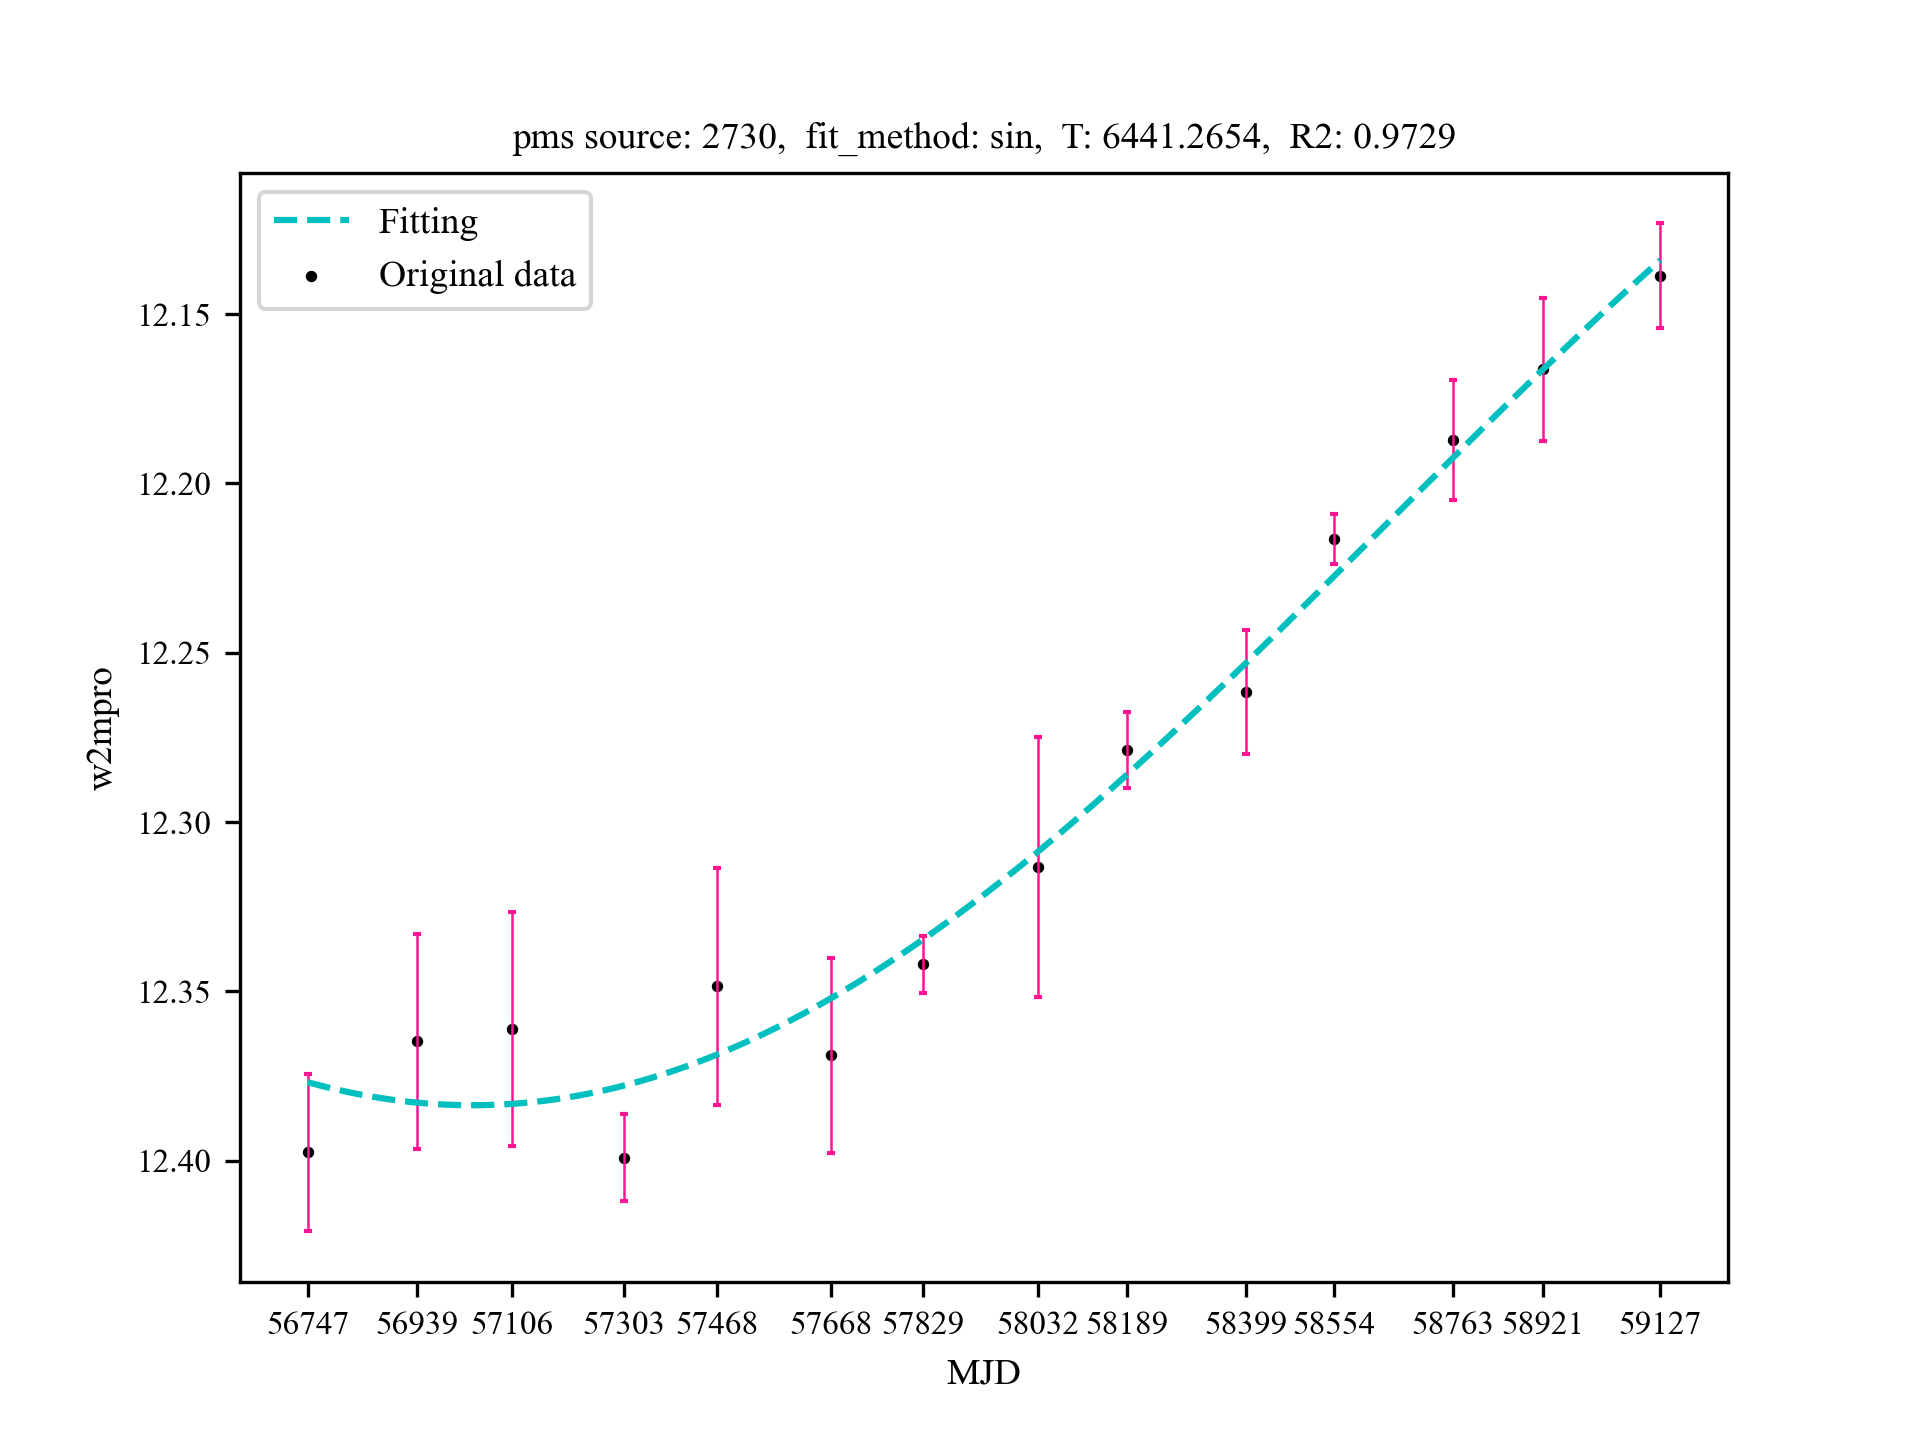 pms source: 2730,  fit_method: sin,  T: 6441.2654,  R2: 0.9729
Fitting
Original data
12.15
12.20
12.25
12.30
12.35
12.40
w2mpro
56747 56939 57106 57303 57468 57668 57829 58032 58189 58399 58554 58763 58921 59127
MJD